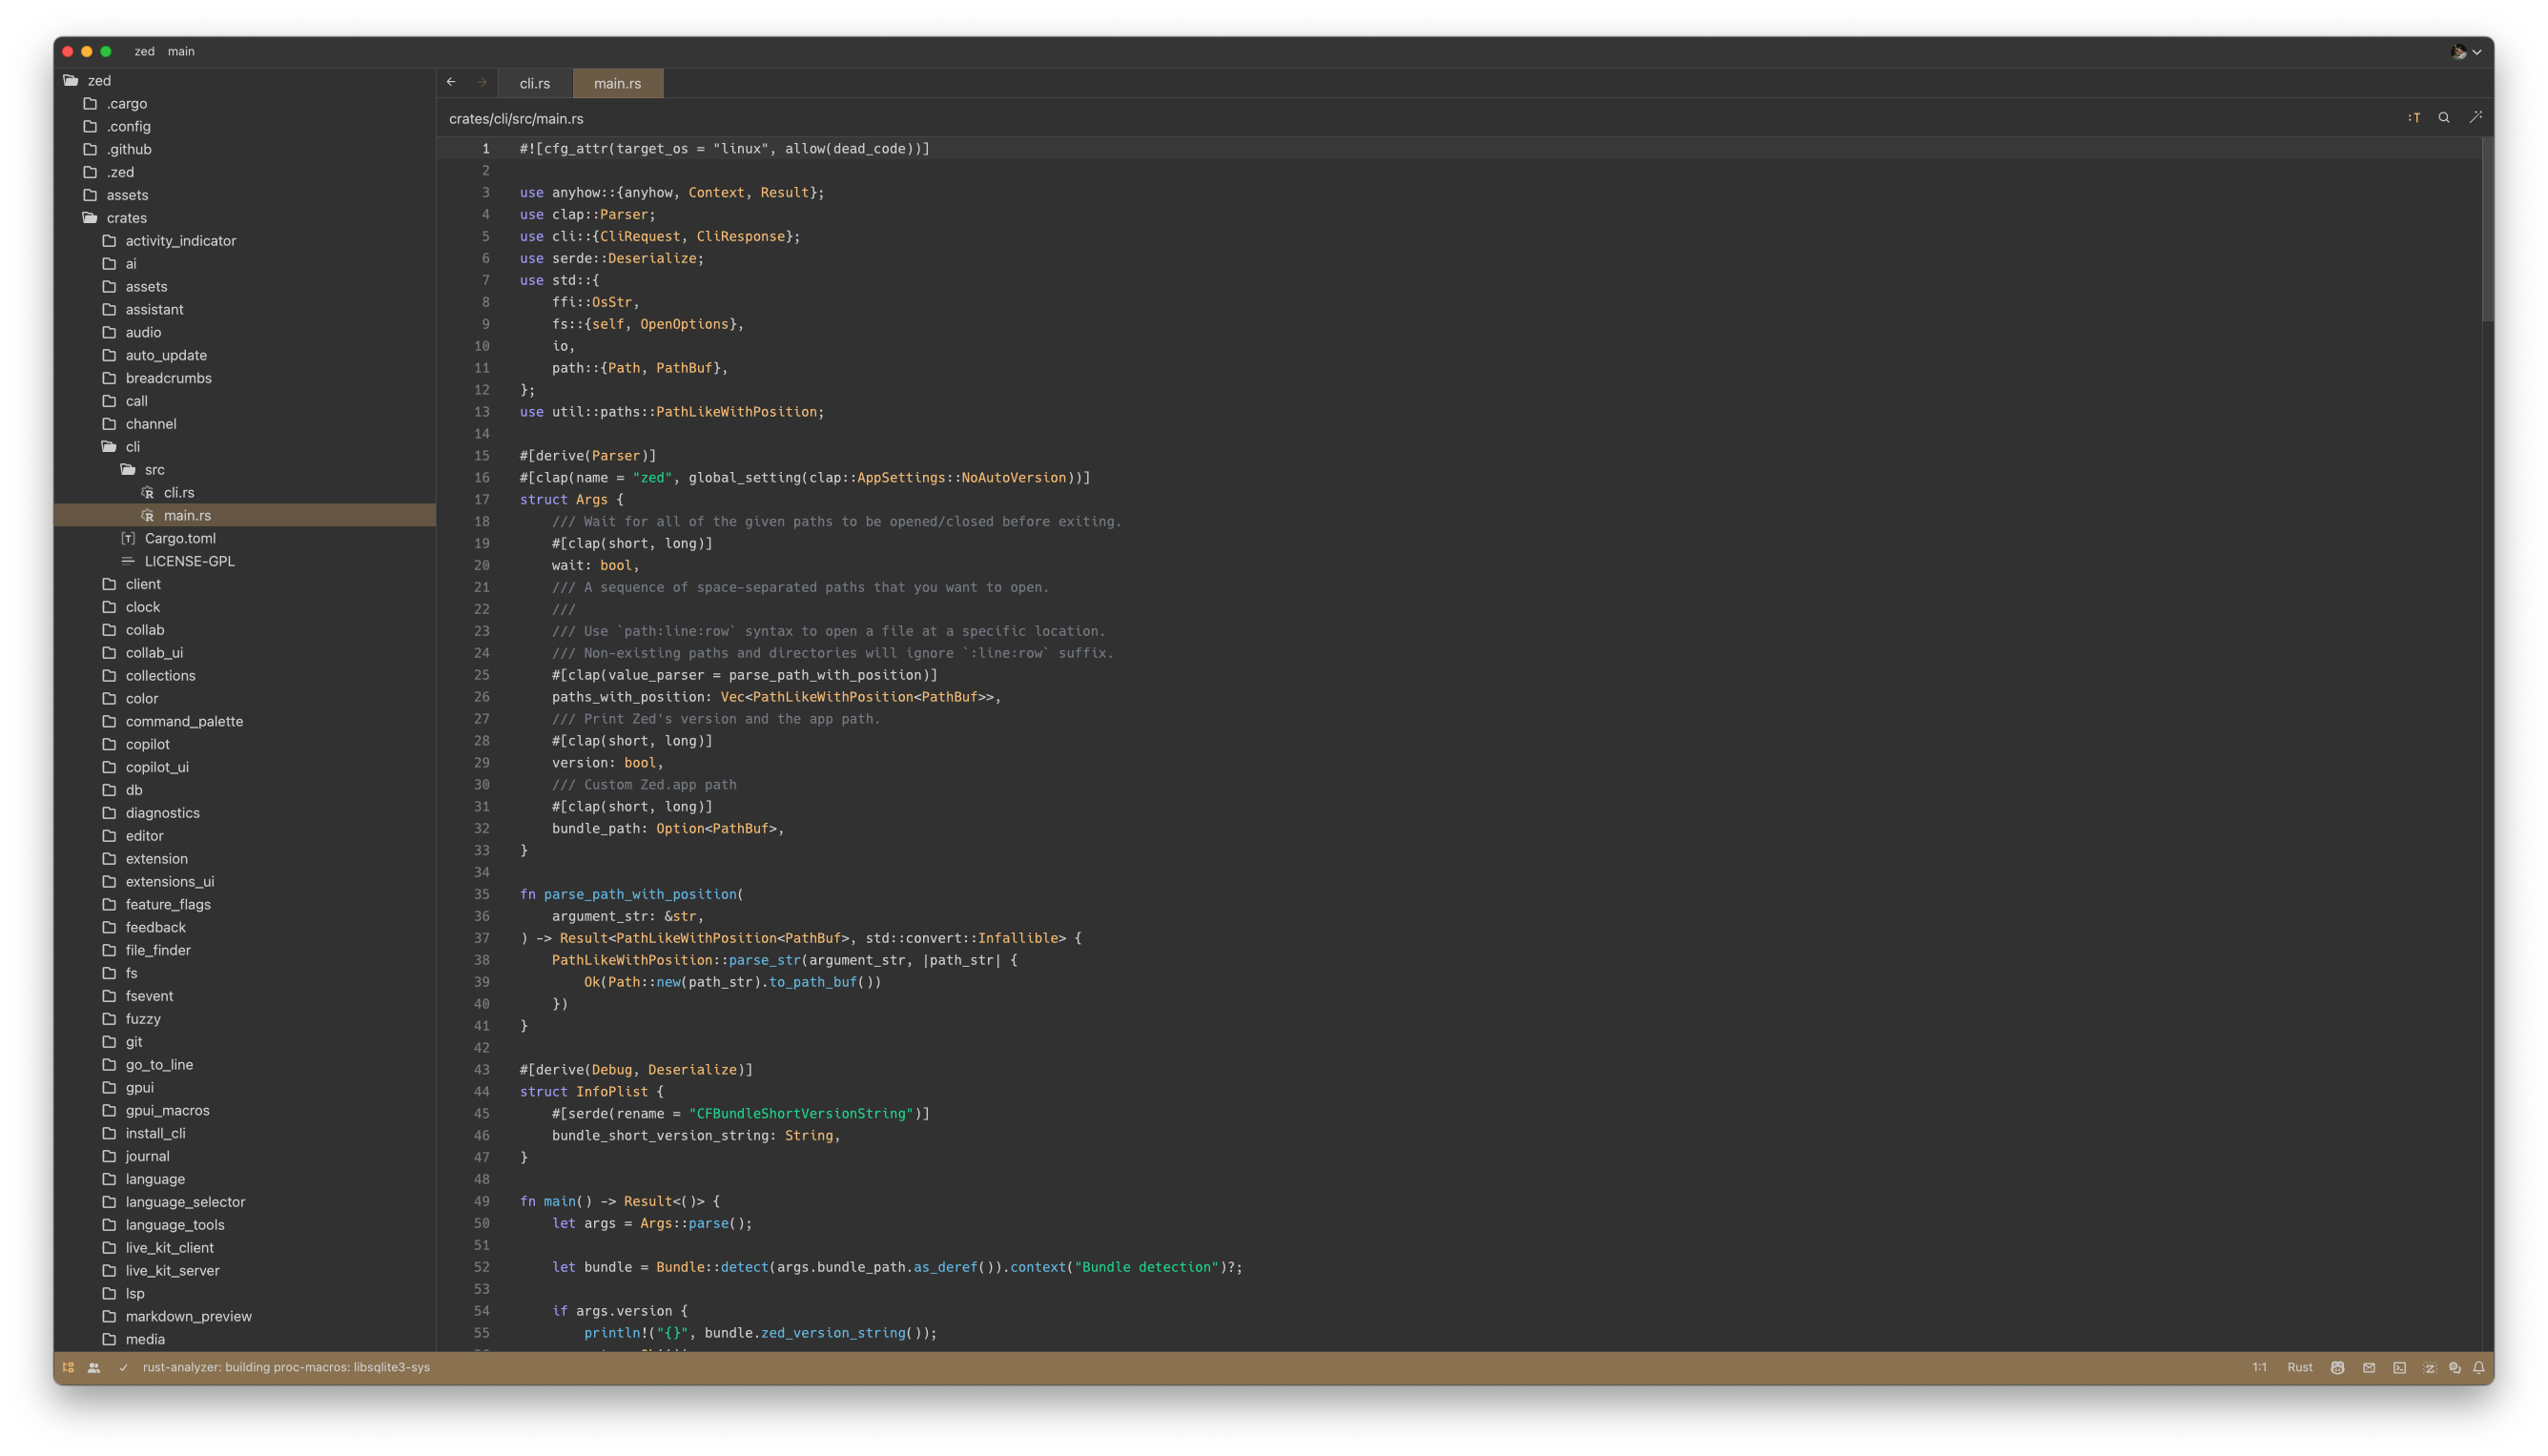 zed main
zed
.cargo
.config
.github
.zed
assets
crates
activity_indicator
ai
assets
assistant
audio
auto_update
breadcrumbs
call
channel
cli
src
cli.rs
main.rs
Cargo.toml
LICENSE-GPL
client
clock
collab
collab_ui
collections
color
command_palette
copilot
copilot_ui
db
diagnostics
editor
extension
extensions_ui
feature_flags
feedback
file_finder
fs
fsevent
fuzzy
git
go_to_line
gpui
gpui_macros
install_cli
journal
language
language_selector
language_tools
live_kit_client
live_kit_server
lsp
markdown_preview
media
cli.rs main.rs
crates/cli/src/main.rs
:T
1 #![cfg_attr(target_os = "linux", allow(dead_code))]
2
3 use anyhow::{anyhow, Context, Result};
4 use clap::Parser;
5 use cli::{CliRequest, CliResponse};
6 use serde::Deserialize;
7 use std::{
8     ffi::OsStr,
9     fs::{self, OpenOptions},
10     io,
11     path::{Path, PathBuf},
12 };
13 use util::paths::PathLikeWithPosition;
14
15 #[derive(Parser)]
16 #[clap(name = "zed", global_setting(clap::AppSettings::NoAutoVersion))]
17 struct Args {
18     /// Wait for all of the given paths to be opened/closed before exiting.
19     #[clap(short, long)]
20     wait: bool,
21     /// A sequence of space-separated paths that you want to open.
22     ///
23     /// Use `path:line:row` syntax to open a file at a specific location.
24     /// Non-existing paths and directories will ignore `:line:row` suffix.
25     #[clap(value_parser = parse_path_with_position)]
26     paths_with_position: Vec<PathLikeWithPosition<PathBuf>>,
27     /// Print Zed's version and the app path.
28     #[clap(short, long)]
29     version: bool,
30     /// Custom Zed.app path
31     #[clap(short, long)]
32     bundle_path: Option<PathBuf>,
33 }
34
35 fn parse_path_with_position(
36     argument_str: &str,
37 ) -> Result<PathLikeWithPosition<PathBuf>, std::convert::Infallible> {
38     PathLikeWithPosition::parse_str(argument_str, |path_str| {
39         Ok(Path::new(path_str).to_path_buf())
40     })
41 }
42
43 #[derive(Debug, Deserialize)]
44 struct InfoPlist {
45     #[serde(rename = "CFBundleShortVersionString")]
46     bundle_short_version_string: String,
47 }
48
49 fn main() -> Result<()> {
50     let args = Args::parse();
51
52     let bundle = Bundle::detect(args.bundle_path.as_deref()).context("Bundle detection")?;
53
54     if args.version {
55         println!("{}", bundle.zed_version_string());
rust-analyzer: building proc-macros: libsqlite3-sys
1:1 Rust